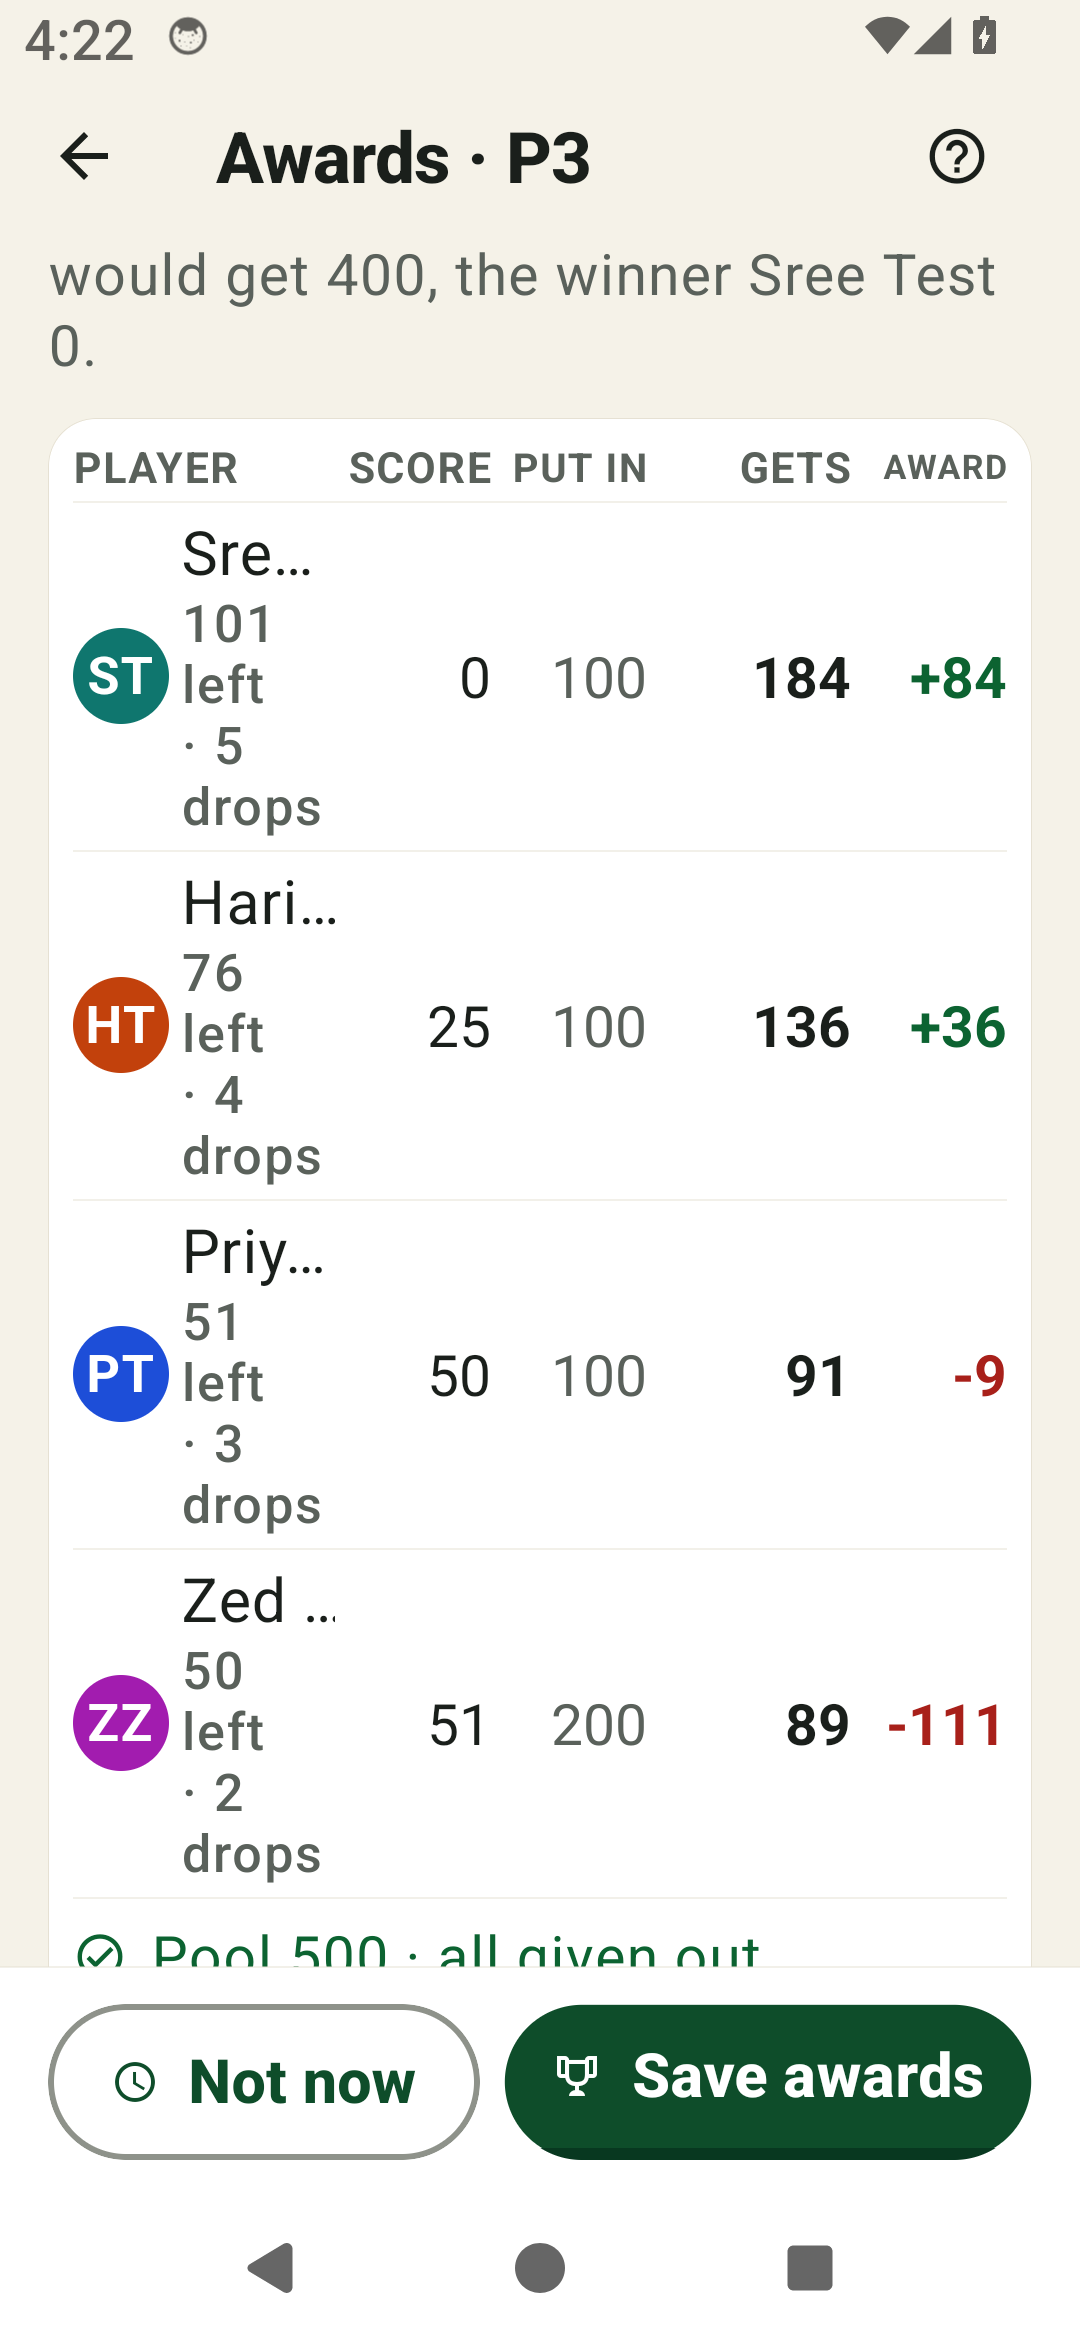 4:22
Awards · P3
would get 400, the winner Sree Test
0.
PLAYER SCORE PUT IN GETS AWARD
Sre...
101
left
· 5
drops
ST 0 100 184 +84
Hari...
76
left
· 4
drops
HT 25 100 136 +36
Priy...
51
left
· 3
drops
PT 50 100 91 -9
Zed ...
50
left
· 2
drops
ZZ 51 200 89 -111
Pool 500 · all given out
Not now Save awards